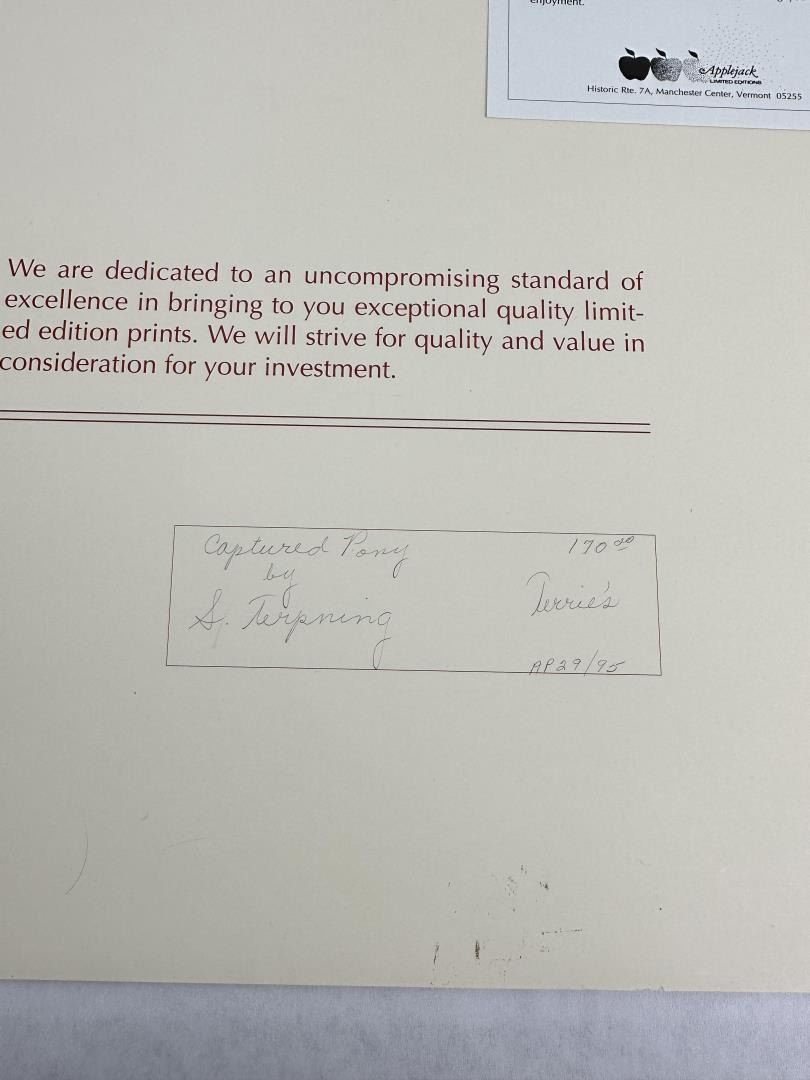 enjoyment.
Applejack
LIMITED EDITIONS
Historic Rte. 7A, Manchester Center, Vermont 05255
We are dedicated to an uncompromising standard of
excellence in bringing to you exceptional quality limit-
ed edition prints. We will strive for quality and value in
consideration for your investment.
Captured Pony 170.00
by
S. Terpning Terrie's
AP29/95